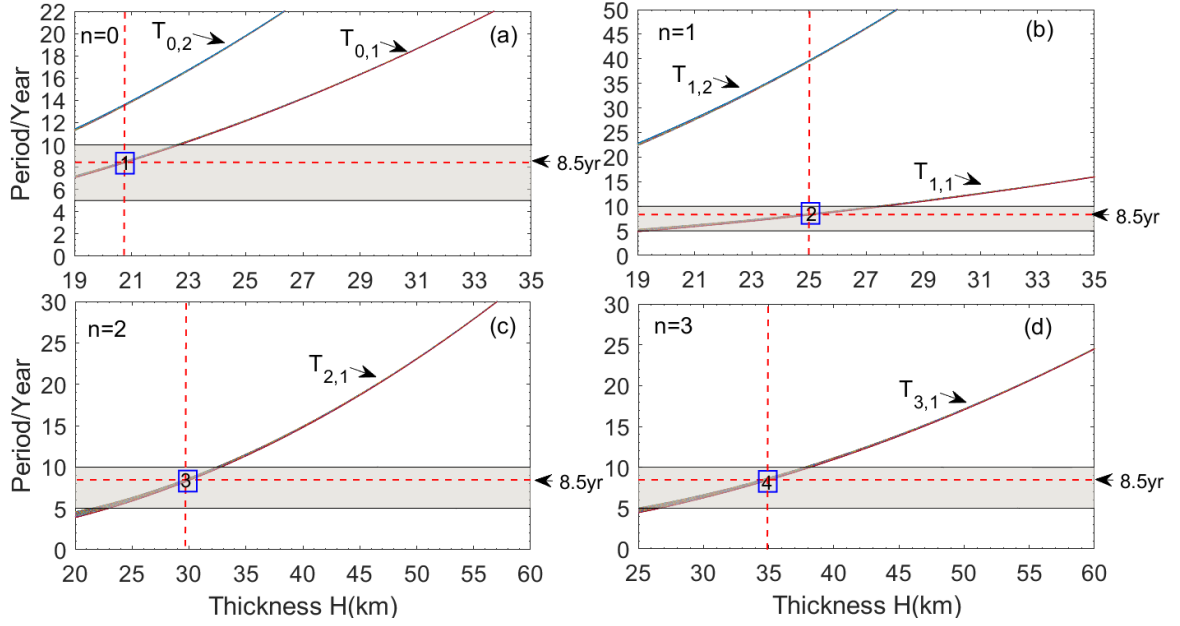 n=0
(a)
T0,2
T0,1
1
8.5yr
22
20
18
16
14
12
10
8
6
4
2
0
Period/Year
19 21 23 25 27 29 31 33 35
n=1
(b)
T1,2
T1,1
2
8.5yr
50
45
40
35
30
25
20
15
10
5
0
19 21 23 25 27 29 31 33 35
n=2
(c)
T2,1
3
8.5yr
30
25
20
15
10
5
0
Period/Year
20 25 30 35 40 45 50 55 60
Thickness H(km)
n=3
(d)
T3,1
4
8.5yr
30
25
20
15
10
5
0
25 30 35 40 45 50 55 60
Thickness H(km)